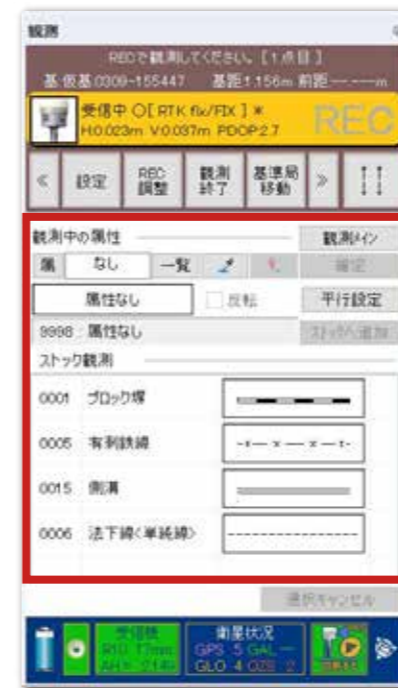 観測
RECで観測してください。[1点目]
基·仮基0309-155447 基距1.156m 前距--.---m
受信中 ○[RTK fix/FIX]*
H0.023m V0.037m PDOP2.7
REC
≪ 設定 REC調整 観測終了 基準局移動 ≫
観測中の属性 観測メイン
属 なし 一覧 確定
属性なし 反転 平行設定
9998 : 属性なし ストックへ追加
ストック観測
0001 ブロック塀
0005 有刺鉄線
0015 側溝
0006 法下線<単純線>
選択キャンセル
受信機 衛星状況
GPS 5 GAL --
GLO 4 QZS 2